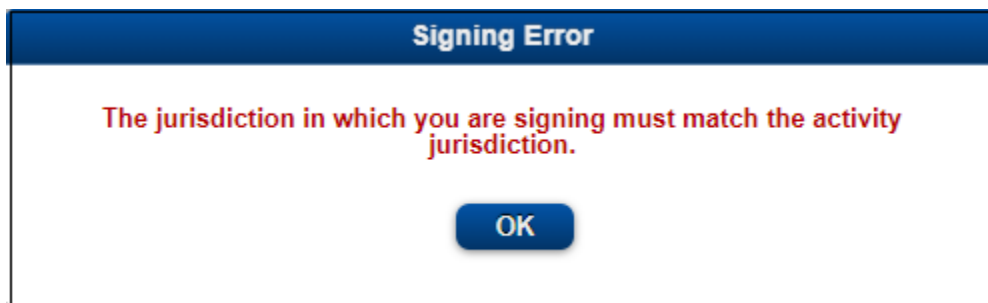 Signing Error
The jurisdiction in which you are signing must match the activity
jurisdiction.
OK